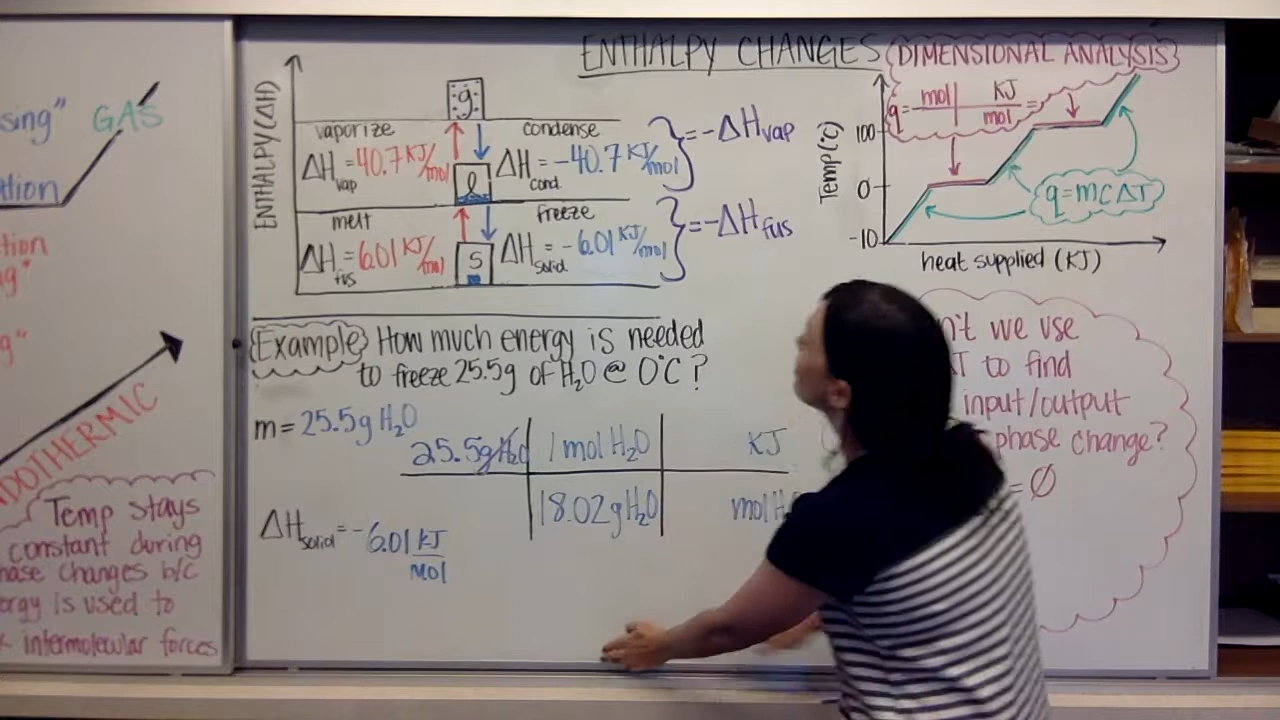 sing"
GAS
ation
tion
g"
g"
DOTHERMIC
Temp stays
constant during
hase changes b/c
ergy is used to
intermolecular forces
ENTHALPY CHANGES
ENTHALPY (ΔH)
g
vaporize
condense
ΔHvap = 40.7 KJ/mol
ΔHcond. = -40.7 KJ/mol
= -ΔHvap
l
melt
freeze
ΔHfus = 6.01 KJ/mol
ΔHsolid = -6.01 KJ/mol
= -ΔHfus
S
DIMENSIONAL ANALYSIS
q = mol | KJ/mol =
Temp (°C)
100
0
-10
q = mCΔT
heat supplied (KJ)
Example How much energy is needed
to freeze 25.5g of H₂O @ 0°C?
m = 25.5g H₂O
25.5g H₂O | 1 mol H₂O | KJ
18.02g H₂O | mol H₂
ΔHsolid = -6.01 KJ/mol
n't we use
ΔT to find
input/output
phase change?
= Ø